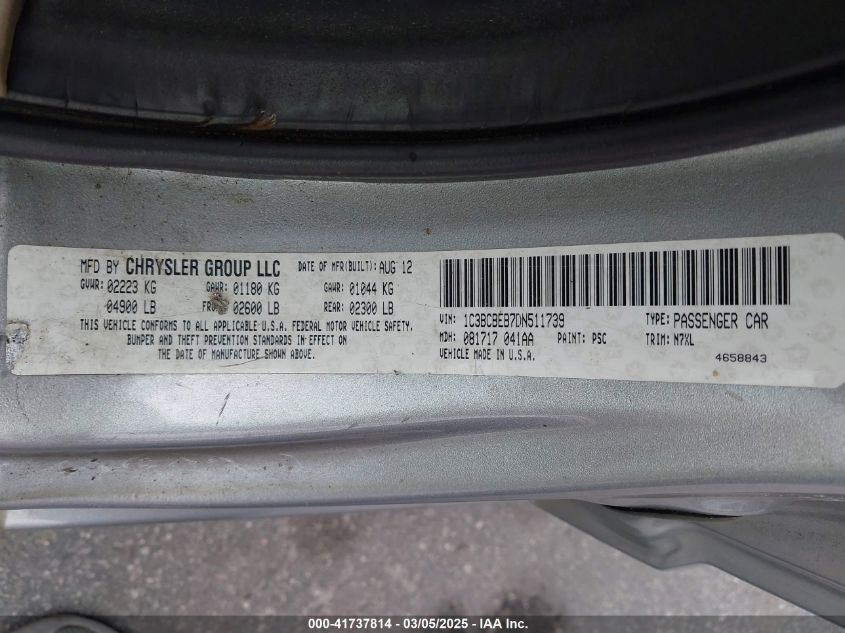 MFD BY CHRYSLER GROUP LLC DATE OF MFR(BUILT): AUG 12
GVWR: 02223 KG GAWR: 01180 KG GAWR: 01044 KG
04900 LB 02600 LB REAR: 02300 LB
THIS VEHICLE CONFORMS TO ALL APPLICABLE U.S.A. FEDERAL MOTOR VEHICLE SAFETY,
BUMPER AND THEFT PREVENTION STANDARDS IN EFFECT ON
THE DATE OF MANUFACTURE SHOWN ABOVE.
VIN: 1C3BCBEB7DN511739 TYPE: PASSENGER CAR
MDH: 081717 041AA PAINT: PSC TRIM: N7XL
VEHICLE MADE IN U.S.A. 4658843
000-41737814 - 03/05/2025 - IAA Inc.